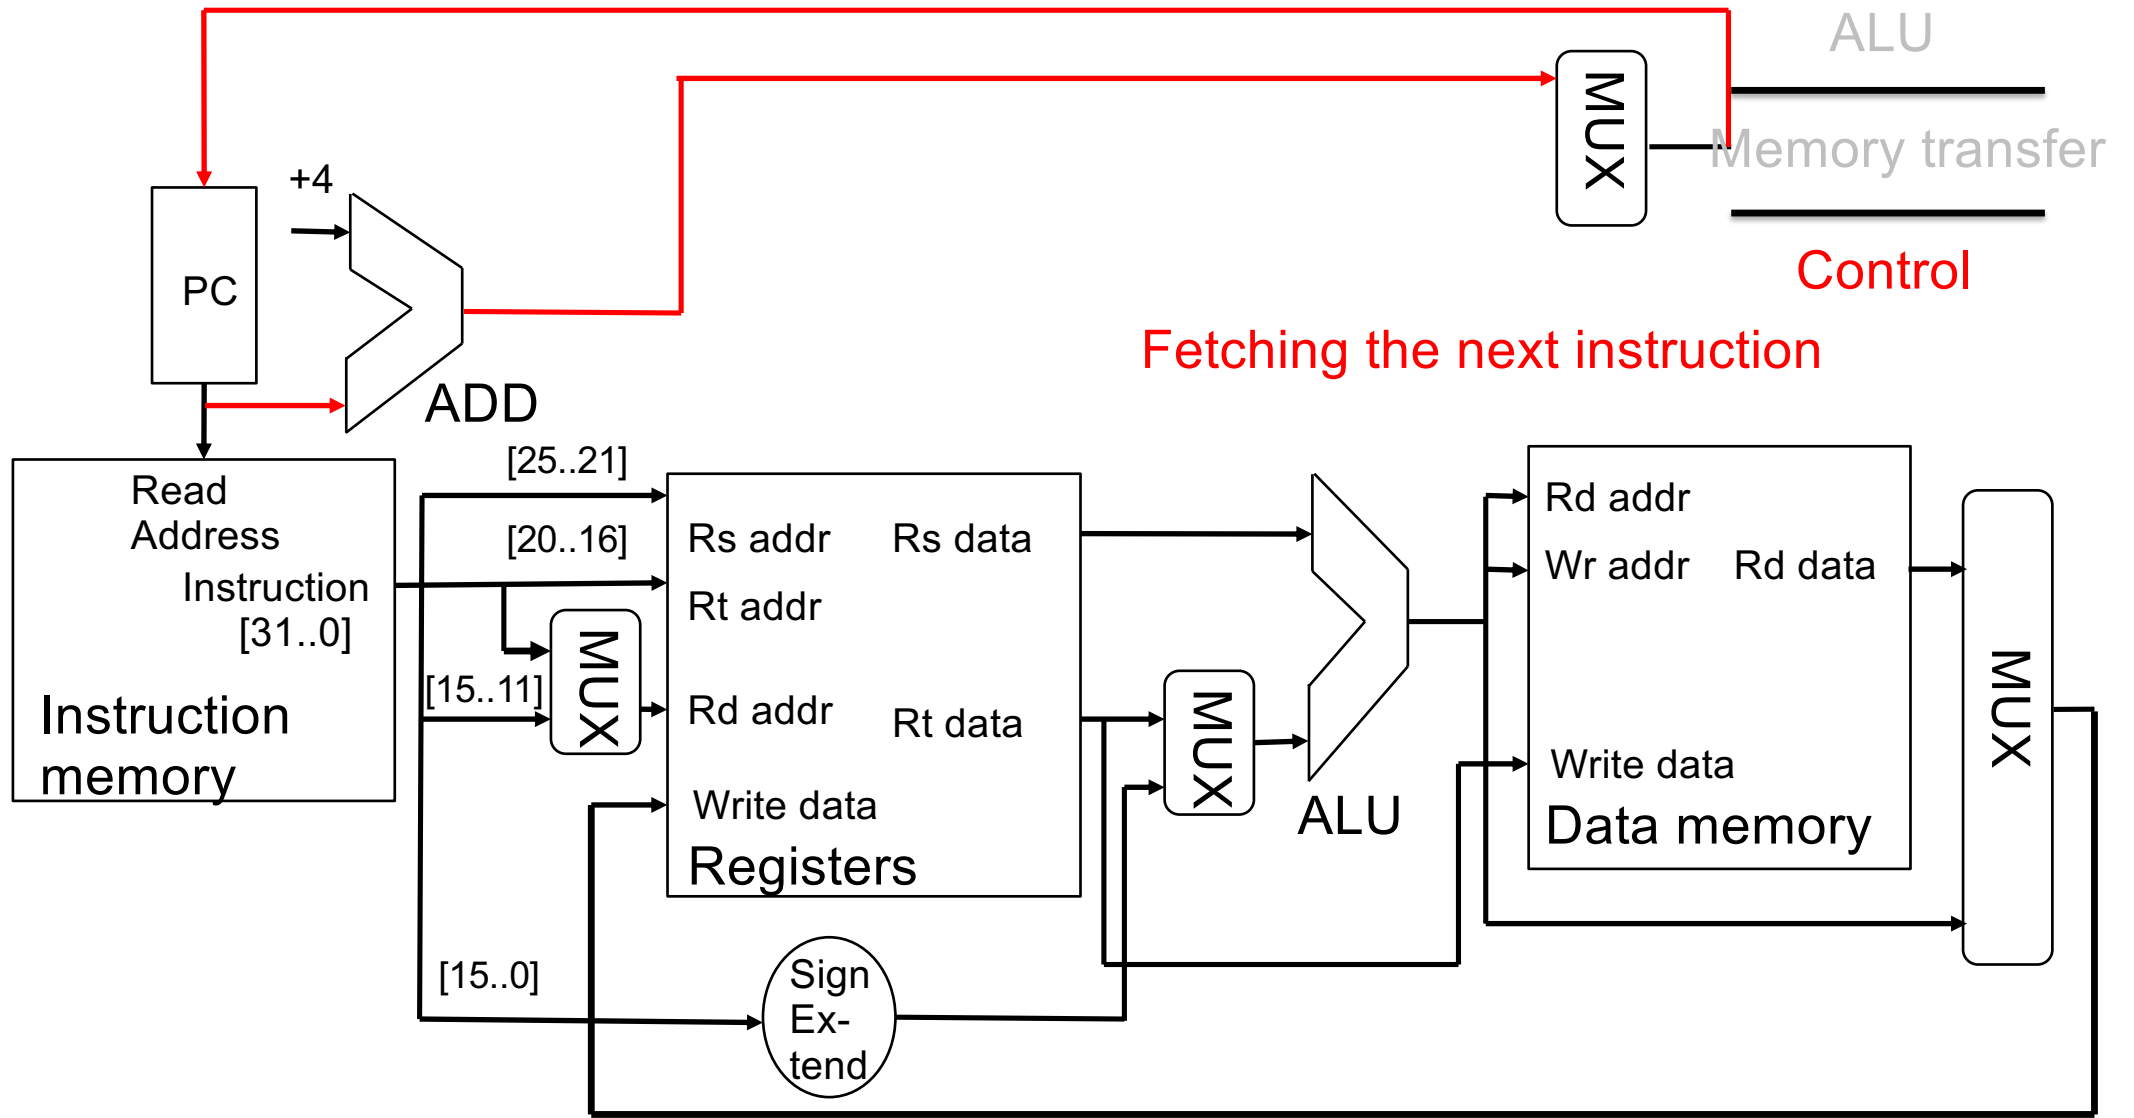 ALU
MUX
Memory transfer
+4
Control
PC
Fetching the next instruction
ADD
[25..21]
Read
Address
[20..16]
Instruction
[31..0]
Instruction
memory
MUX
[15..11]
Rs addr
Rs data
Rt addr
Rd addr
Rt data
Write data
Registers
MUX
ALU
Rd addr
Wr addr
Rd data
Write data
Data memory
MUX
[15..0]
Sign
Ex-
tend